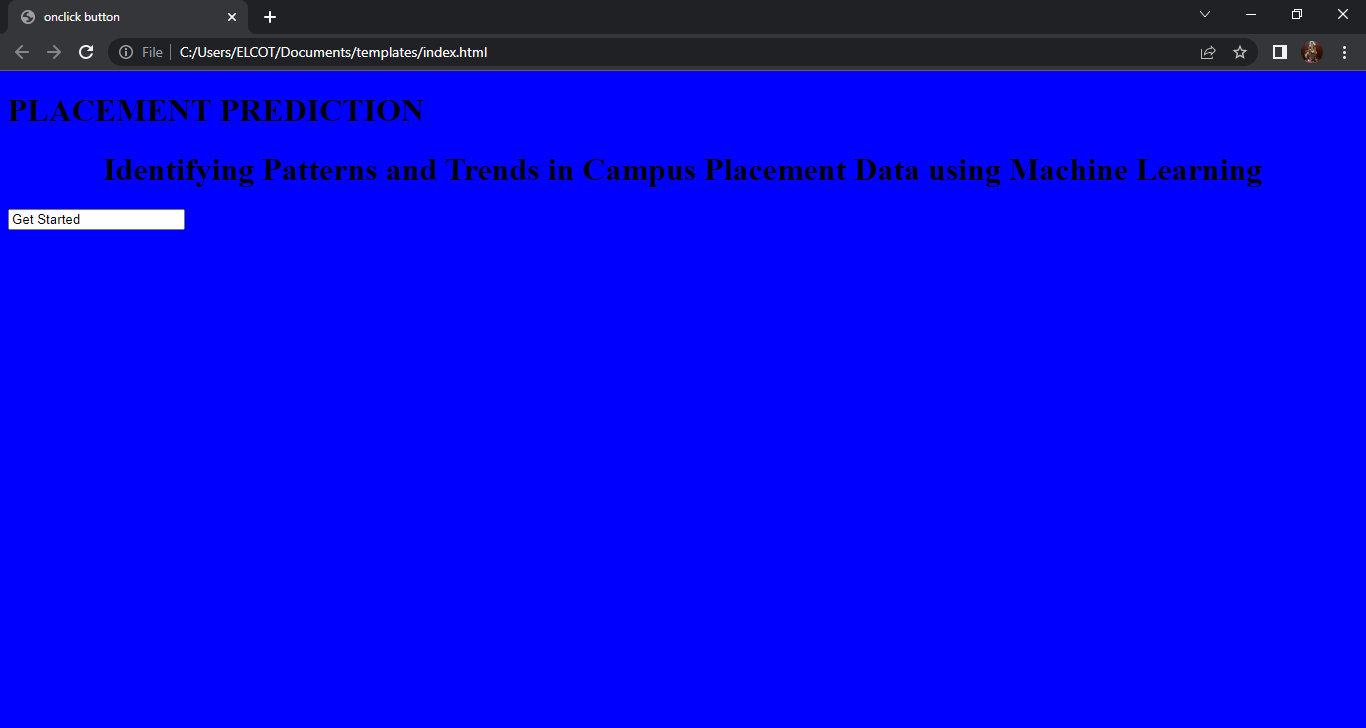 onclick button
File
C:/Users/ELCOT/Documents/templates/index.html
PLACEMENT PREDICTION
Identifying Patterns and Trends in Campus Placement Data using Machine Learning
Get Started